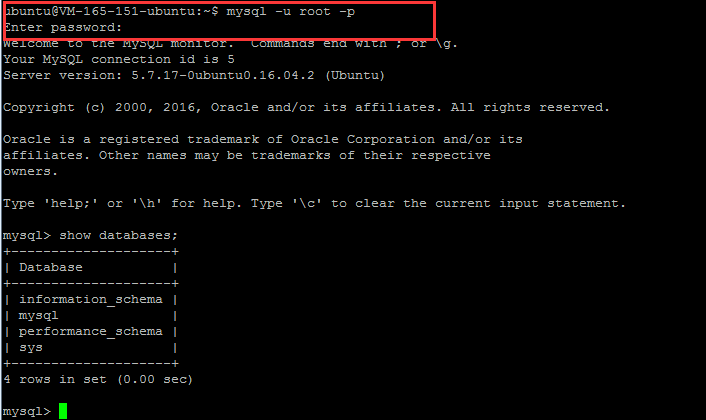 ubuntu@VM-165-151-ubuntu:~$ mysql -u root -p
Enter password:
Welcome to the MySQL monitor.  Commands end with ; or \g.
Your MySQL connection id is 5
Server version: 5.7.17-0ubuntu0.16.04.2 (Ubuntu)
Copyright (c) 2000, 2016, Oracle and/or its affiliates. All rights reserved.
Oracle is a registered trademark of Oracle Corporation and/or its
affiliates. Other names may be trademarks of their respective
owners.
Type 'help;' or '\h' for help. Type '\c' to clear the current input statement.
mysql> show databases;
+--------------------+
| Database           |
+--------------------+
| information_schema |
| mysql              |
| performance_schema |
| sys                |
+--------------------+
4 rows in set (0.00 sec)
mysql>